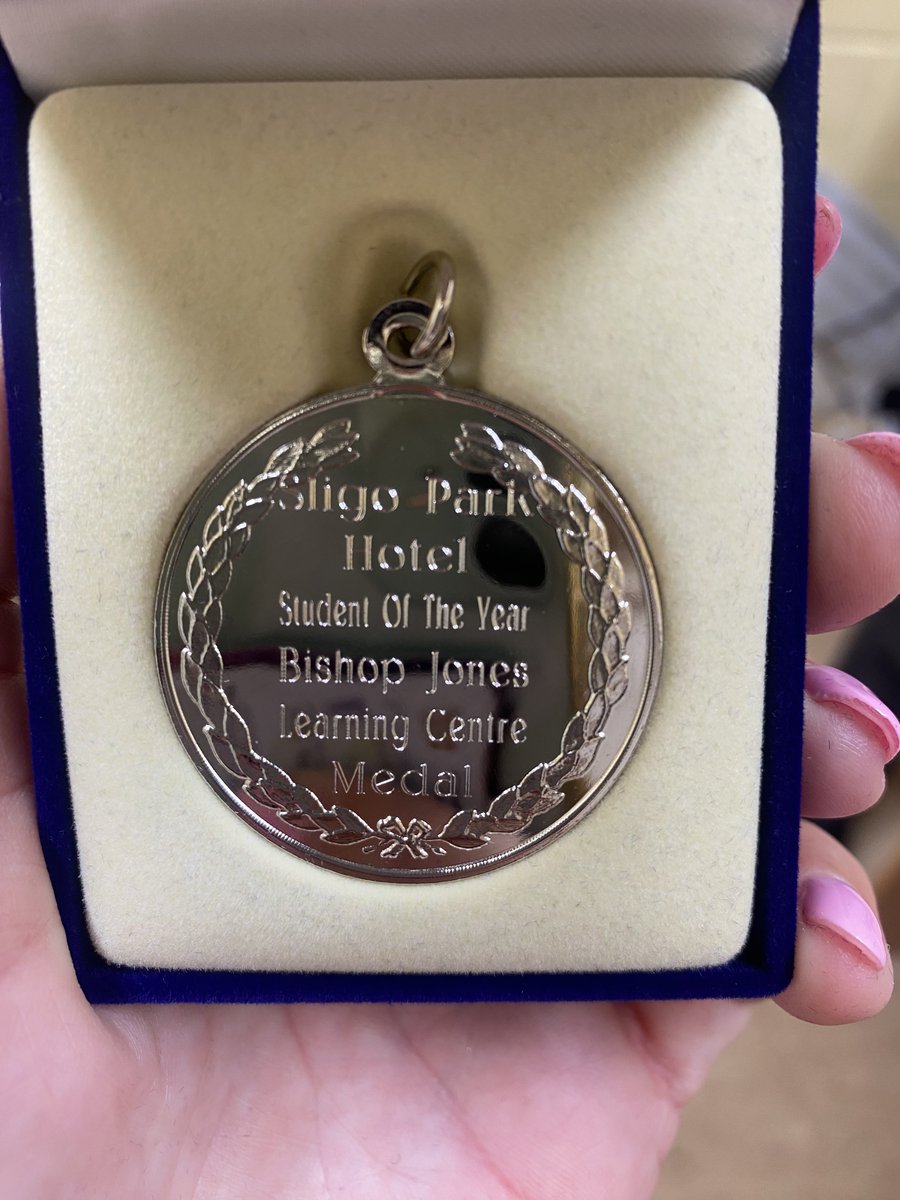 Sligo Park
Hotel
Student Of The Year
Bishop Jones
Learning Centre
Medal